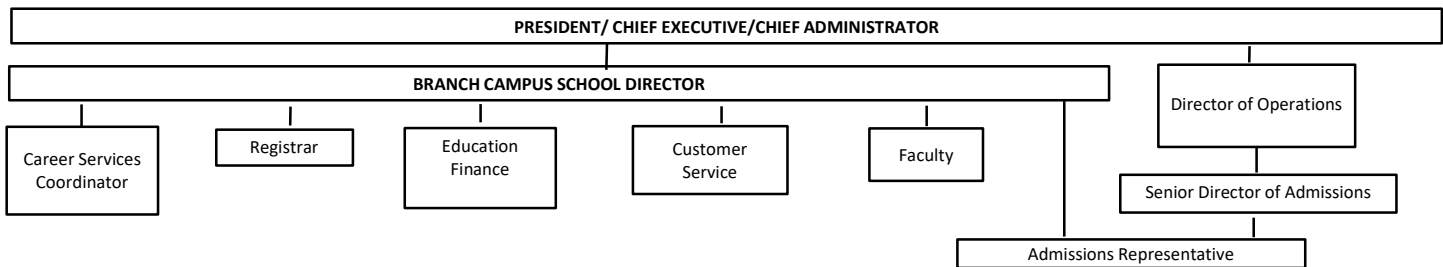 PRESIDENT/ CHIEF EXECUTIVE/CHIEF ADMINISTRATOR
BRANCH CAMPUS SCHOOL DIRECTOR
Director of Operations
Career Services
Coordinator
Registrar
Education
Finance
Customer
Service
Faculty
Senior Director of Admissions
Admissions Representative